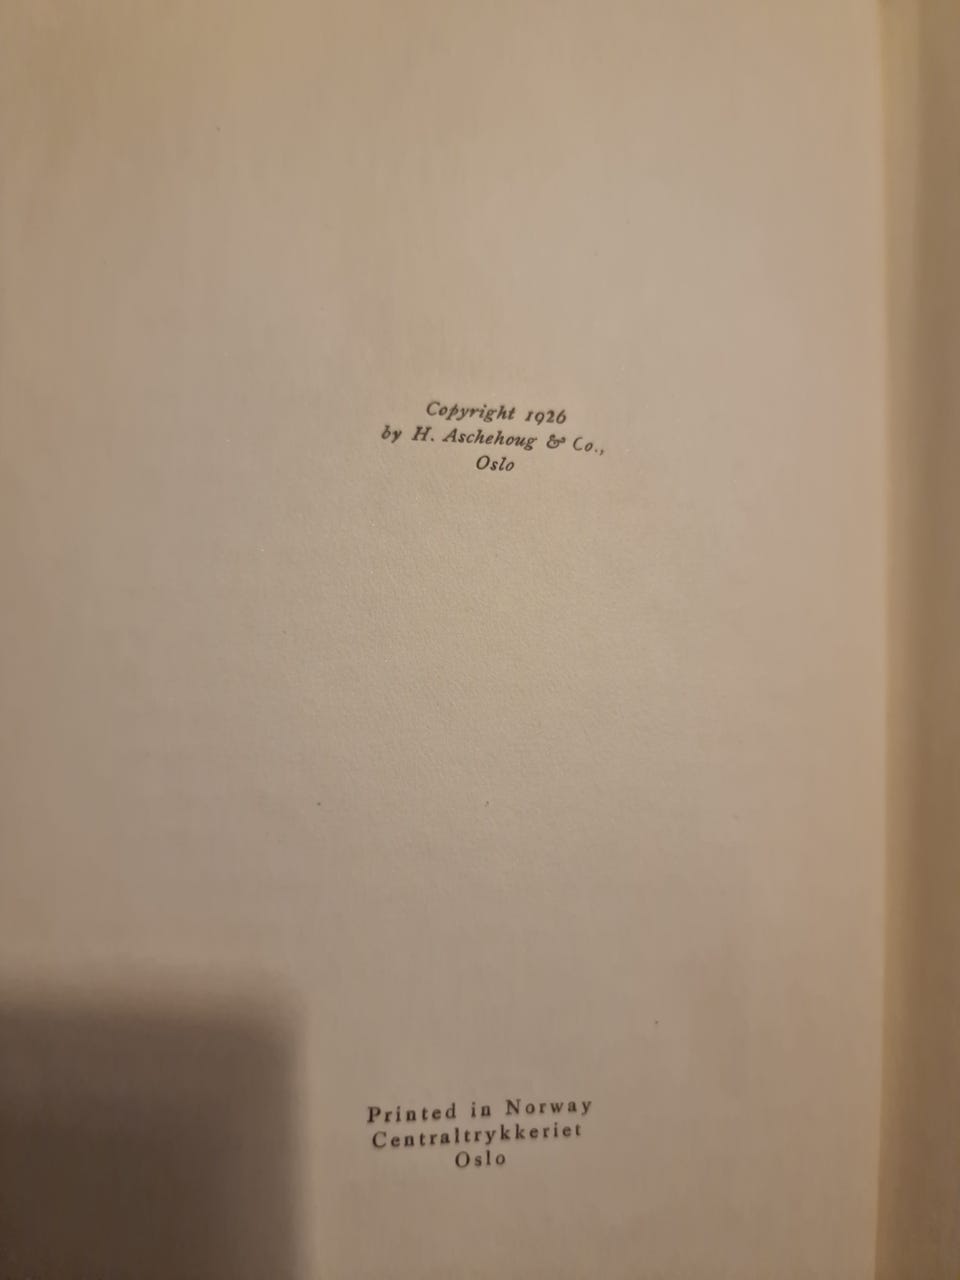 Copyright 1926
by H. Aschehoug & Co.,
Oslo
Printed in Norway
Centraltrykkeriet
Oslo